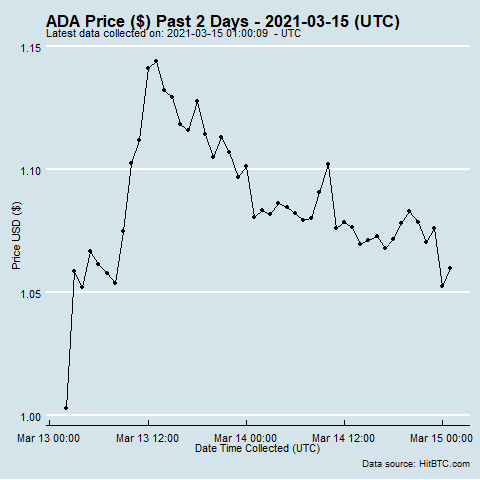 ADA Price ($) Past 2 Days - 2021-03-15 (UTC)
Latest data collected on: 2021-03-15 01:00:09 - UTC
1.15
1.10
1.05
1.00
Price USD ($)
Mar 13 00:00 Mar 13 12:00 Mar 14 00:00 Mar 14 12:00 Mar 15 00:00
Date Time Collected (UTC)
Data source: HitBTC.com